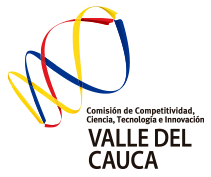 Comisión de Competitividad,
Ciencia, Tecnología e Innovación
VALLE DEL
CAUCA